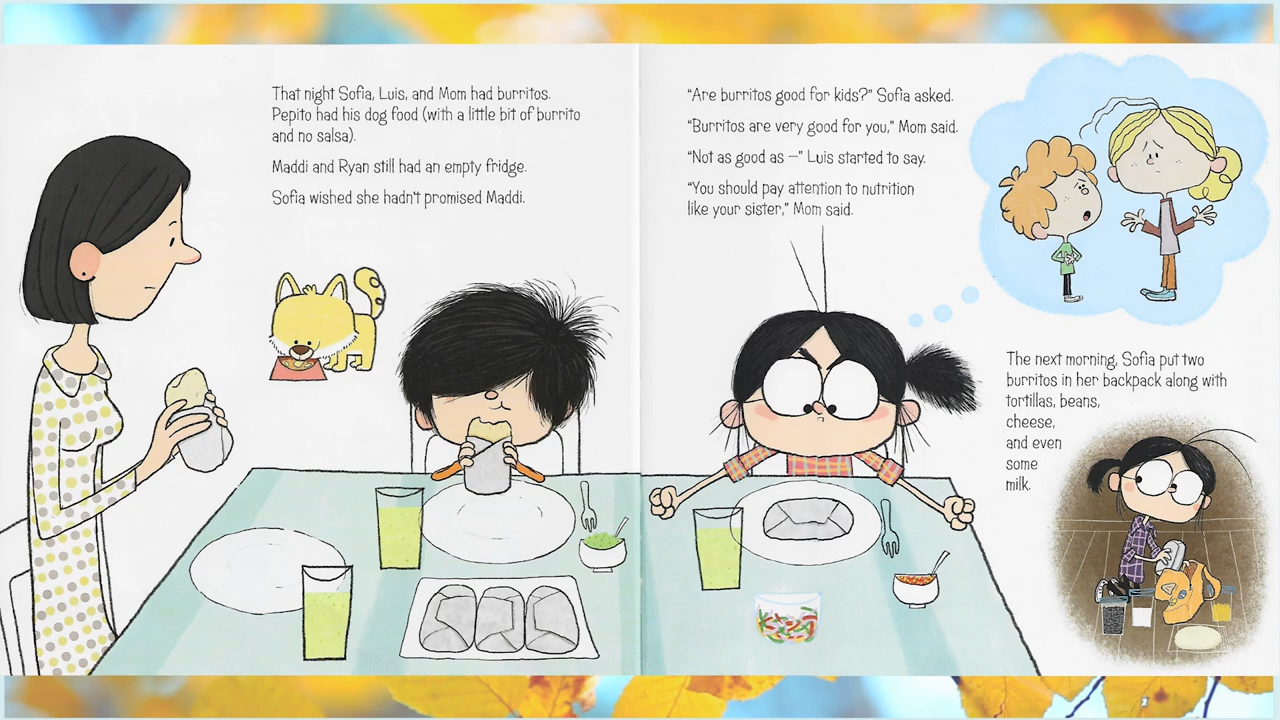 That night Sofia, Luis, and Mom had burritos.
Pepito had his dog food (with a little bit of burrito
and no salsa).
Maddi and Ryan still had an empty fridge.
Sofia wished she hadn't promised Maddi.
“Are burritos good for kids?” Sofia asked.
“Burritos are very good for you,” Mom said.
“Not as good as —” Luis started to say.
“You should pay attention to nutrition
like your sister,” Mom said.
The next morning, Sofia put two
burritos in her backpack along with
tortillas, beans,
cheese,
and even
some
milk.